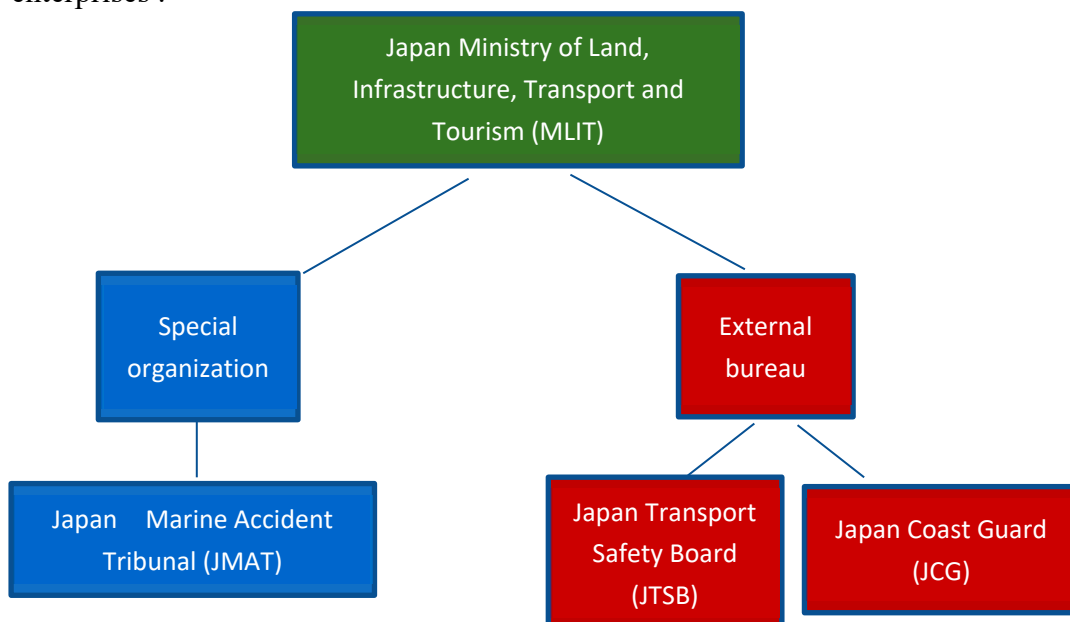 enterprises .
Japan Ministry of Land,
Infrastructure, Transport and
Tourism (MLIT)
Special
organization
External
bureau
Japan Marine Accident
Tribunal (JMAT)
Japan Transport
Safety Board
(JTSB)
Japan Coast Guard
(JCG)